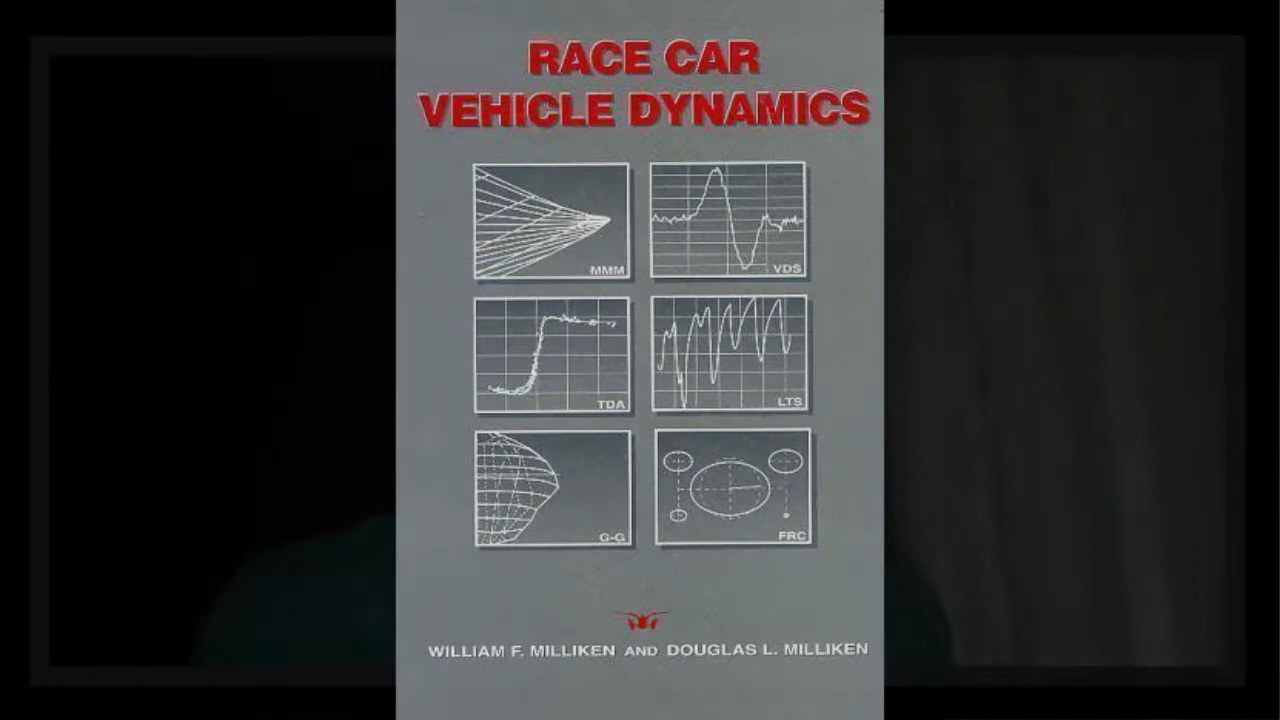 RACE CAR
VEHICLE DYNAMICS
MMM
VDS
TDA
LTS
G-G
FRC
WILLIAM F. MILLIKEN AND DOUGLAS L. MILLIKEN